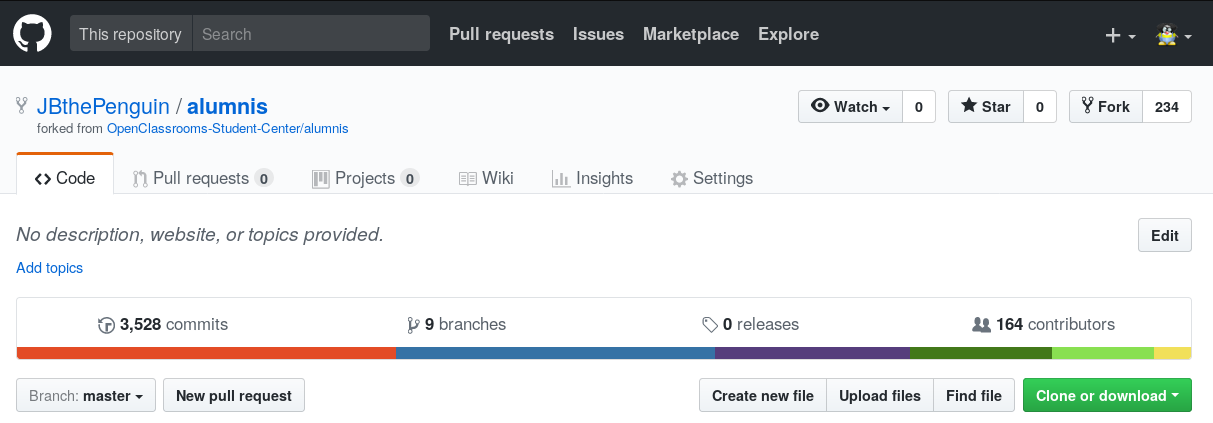 This repository Search Pull requests Issues Marketplace Explore
JBthePenguin / alumnis Watch 0 Star 0 Fork 234
forked from OpenClassrooms-Student-Center/alumnis
Code Pull requests 0 Projects 0 Wiki Insights Settings
No description, website, or topics provided. Edit
Add topics
3,528 commits 9 branches 0 releases 164 contributors
Branch: master New pull request Create new file Upload files Find file Clone or download